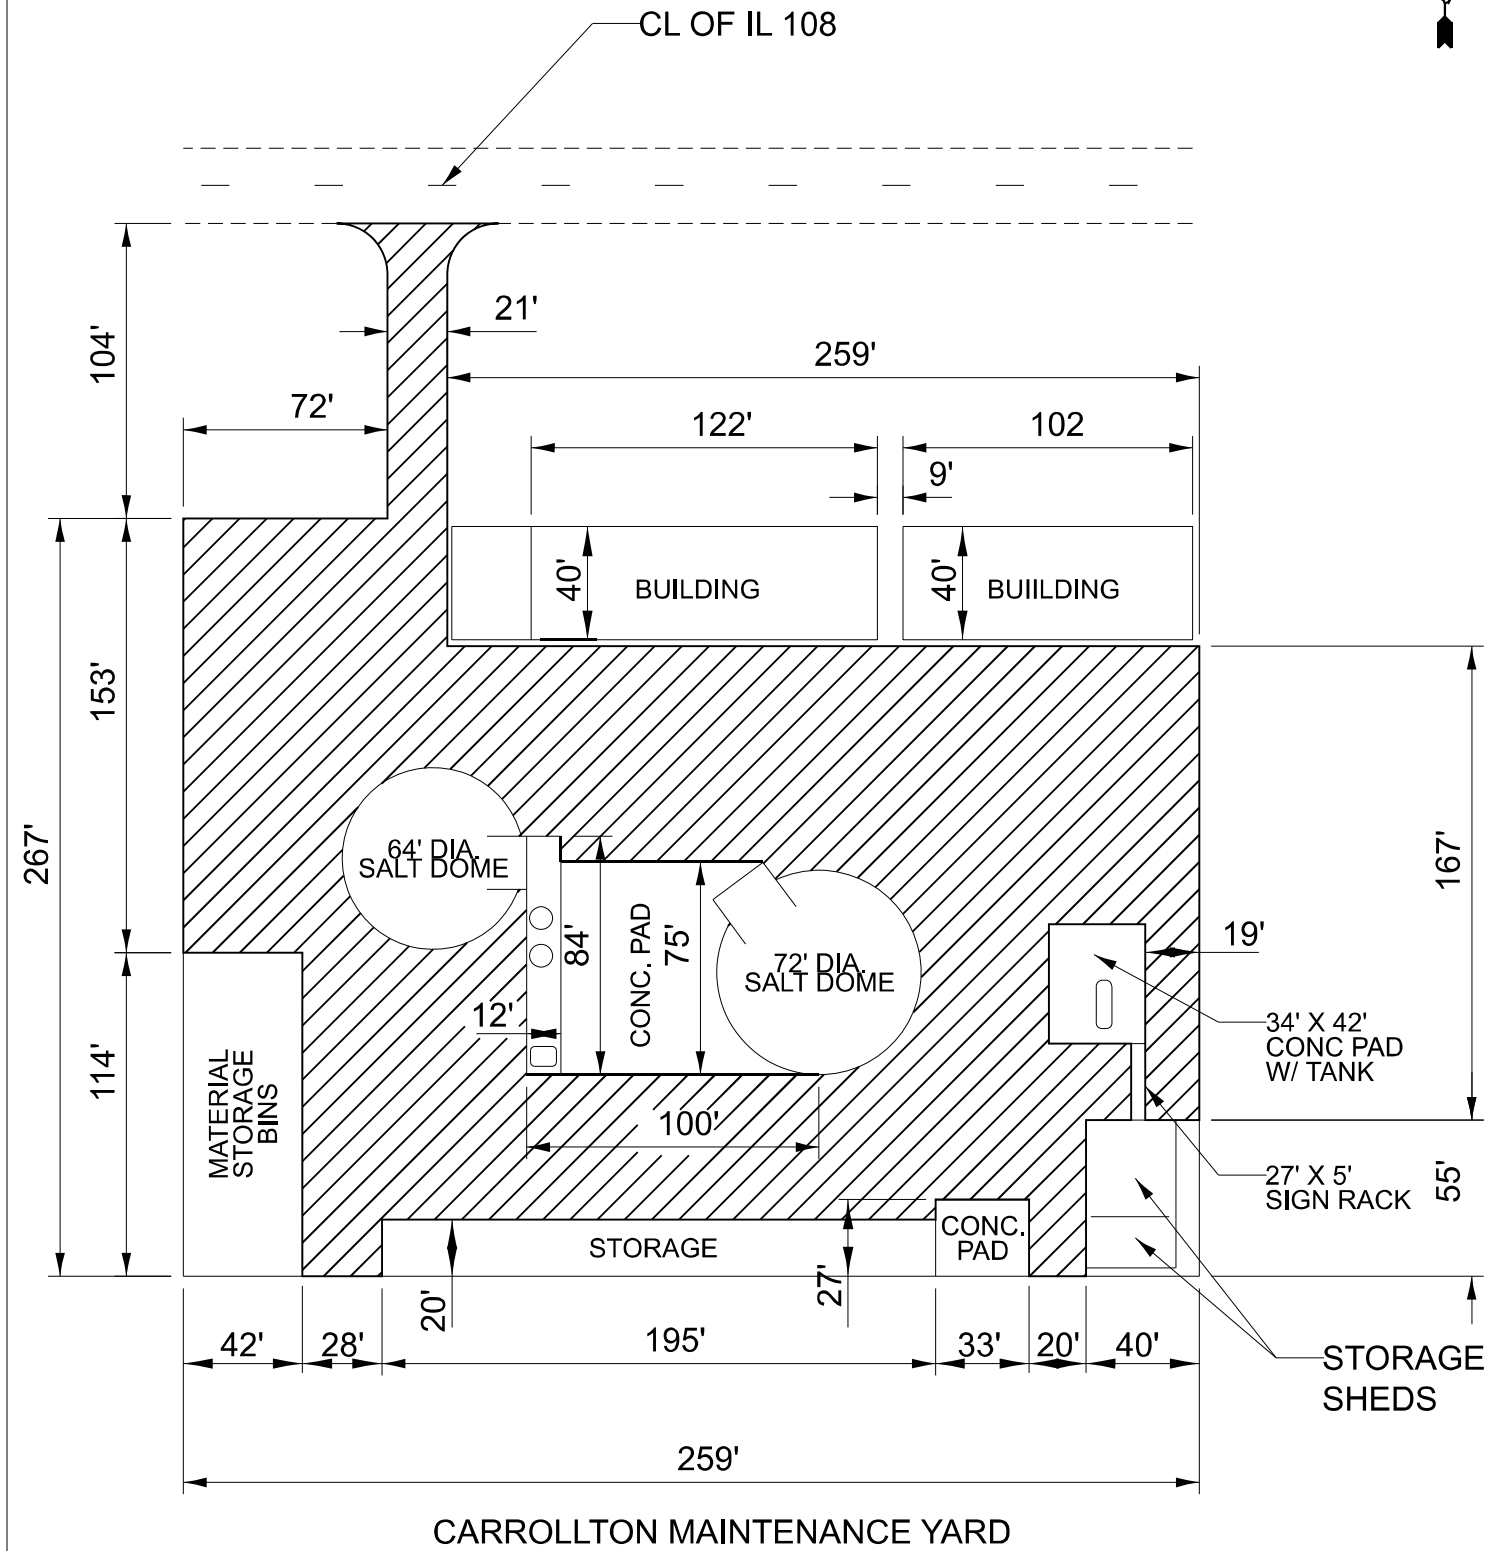 CL OF IL 108
21'
104'
259'
72'
122'
102
9'
40'
BUILDING
40'
BUIILDING
153'
267'
64' DIA.
SALT DOME
84'
CONC. PAD
75'
167'
72' DIA.
SALT DOME
19'
12'
34' X 42'
CONC PAD
W/ TANK
114'
MATERIAL
STORAGE
BINS
100'
27' X 5'
SIGN RACK
55'
STORAGE
CONC.
PAD
20'
27'
42'
28'
195'
33'
20'
40'
STORAGE
SHEDS
259'
CARROLLTON MAINTENANCE YARD